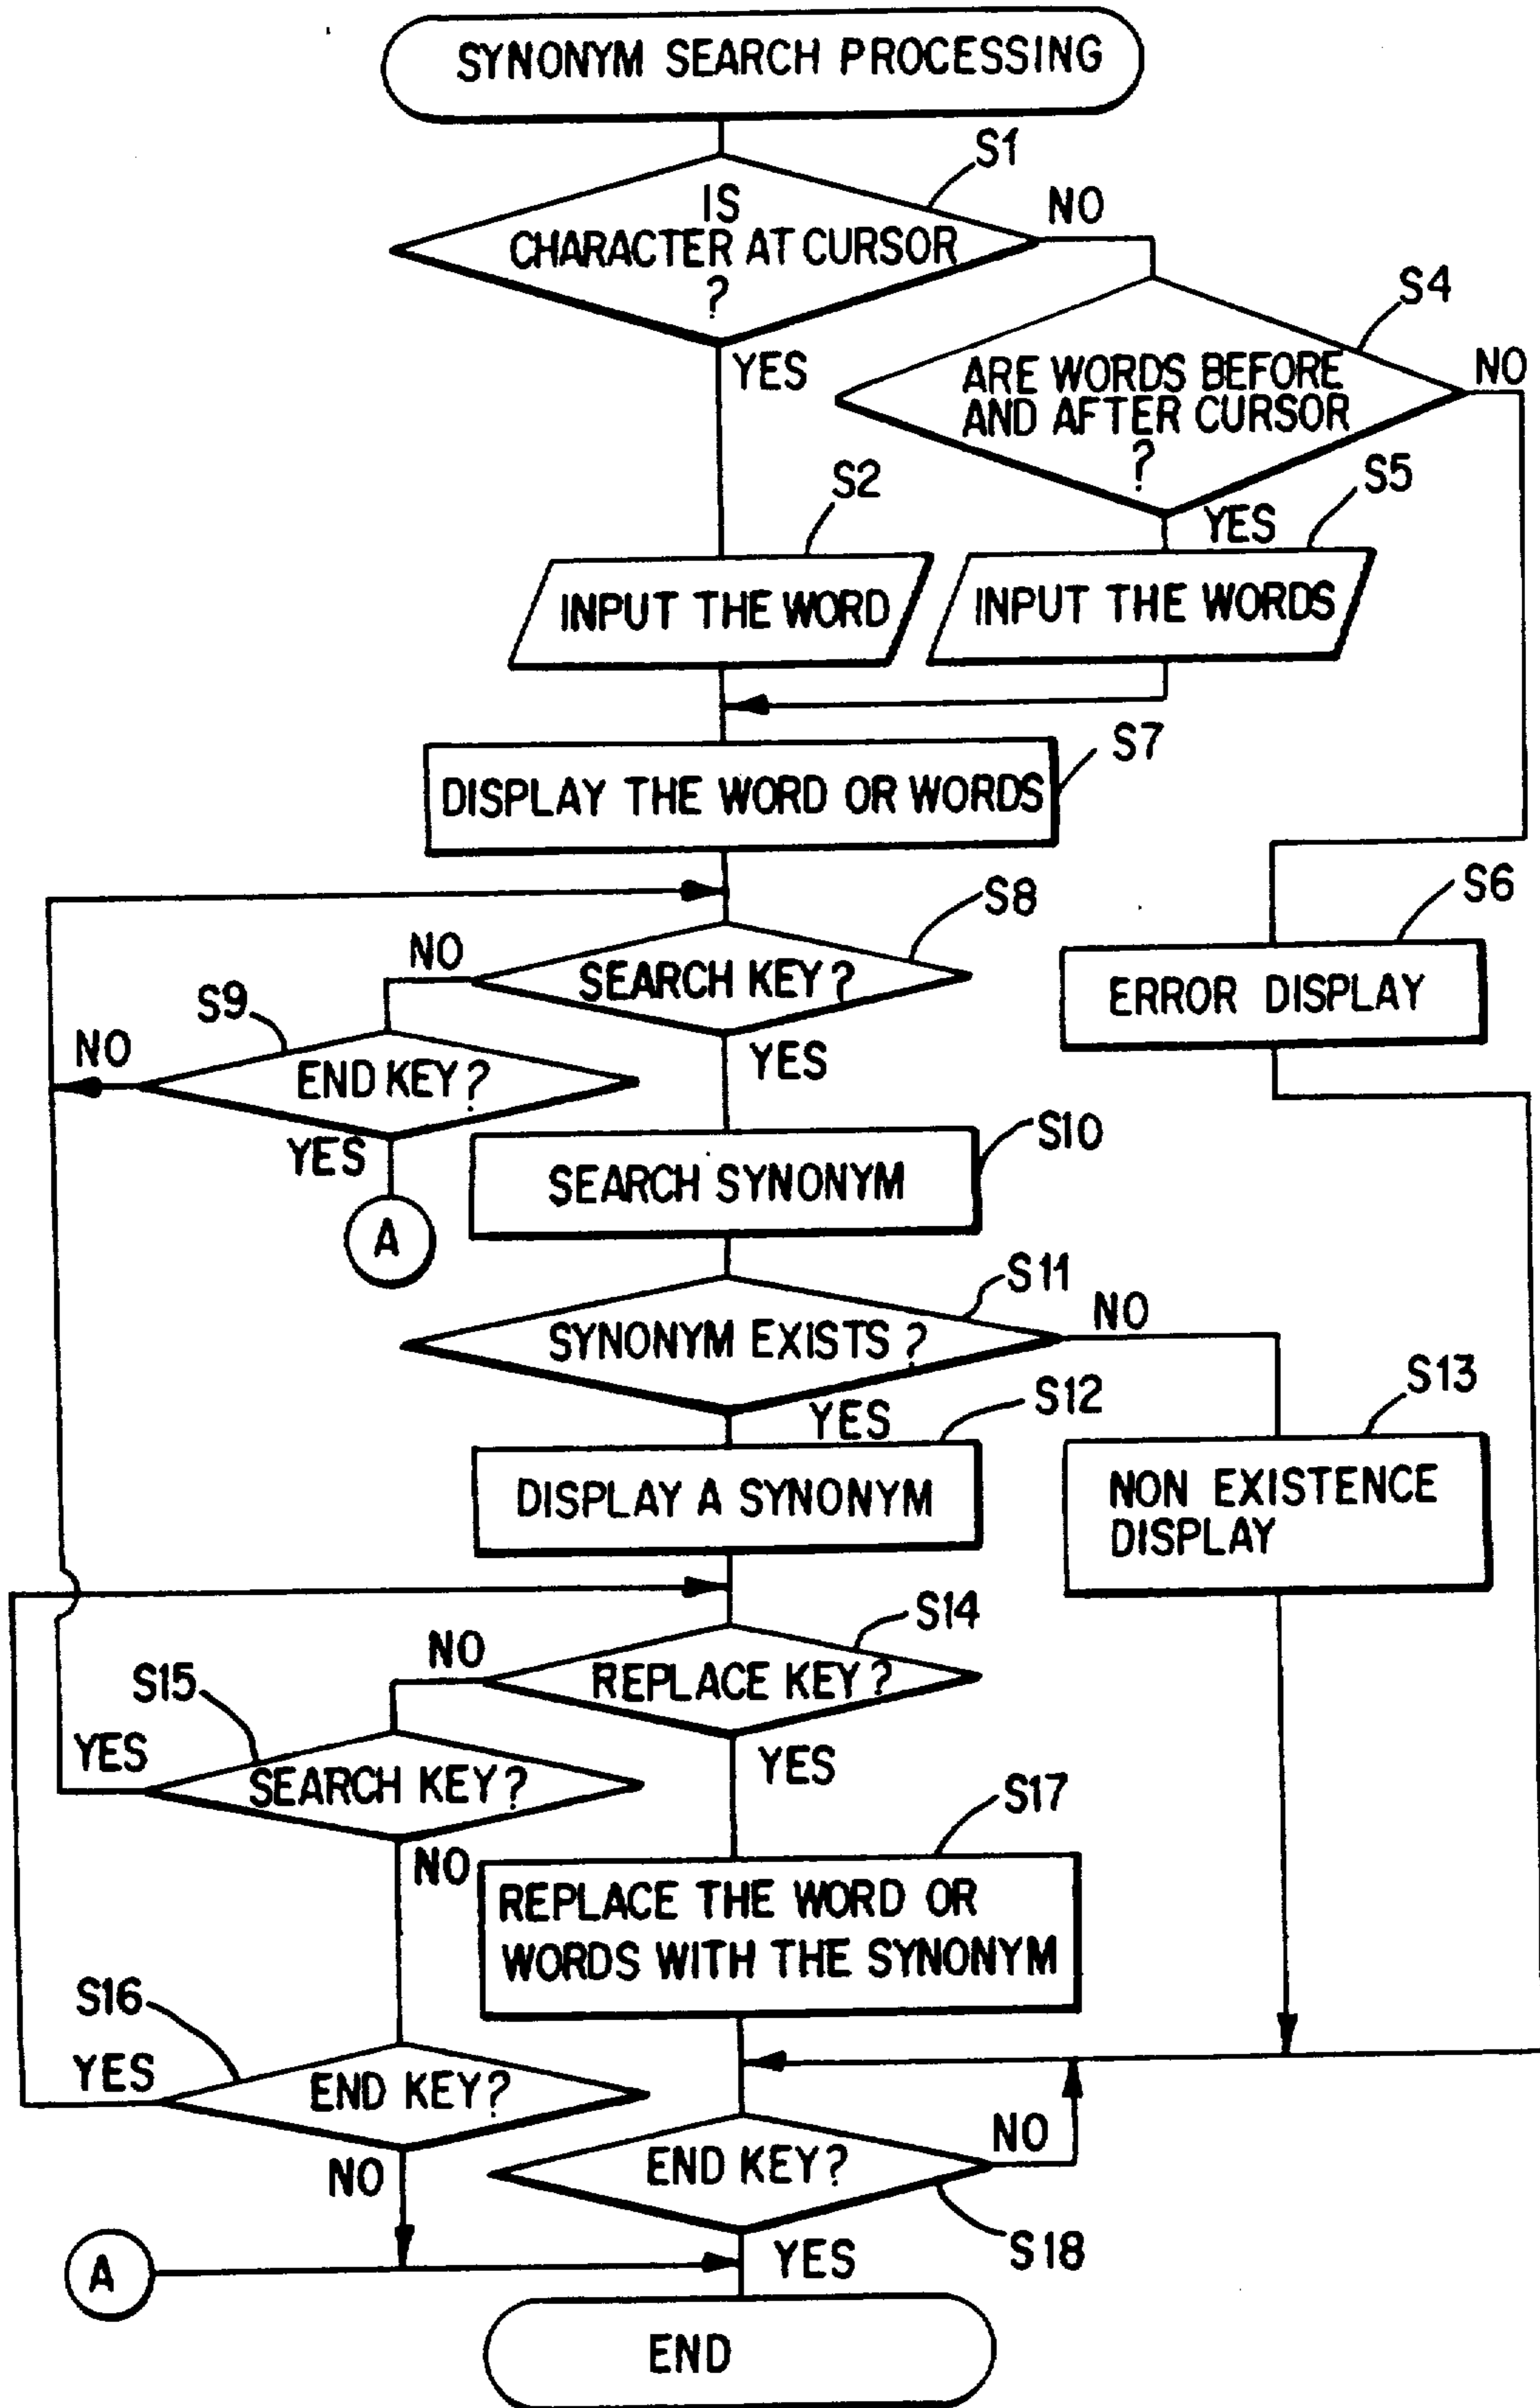 SYNONYM SEARCH PROCESSING
S1
IS
CHARACTER AT CURSOR
?
NO
YES
S4
ARE WORDS BEFORE
AND AFTER CURSOR
?
NO
YES
S2
INPUT THE WORD
S5
INPUT THE WORDS
S7
DISPLAY THE WORD OR WORDS
S8
SEARCH KEY?
NO
YES
S6
ERROR DISPLAY
S9
END KEY?
NO
YES
A
S10
SEARCH SYNONYM
S11
SYNONYM EXISTS?
NO
YES
S12
DISPLAY A SYNONYM
S13
NON EXISTENCE
DISPLAY
S14
REPLACE KEY?
NO
YES
S15
SEARCH KEY?
YES
NO
S17
REPLACE THE WORD OR
WORDS WITH THE SYNONYM
S16
END KEY?
YES
NO
END KEY?
NO
S18
YES
A
END